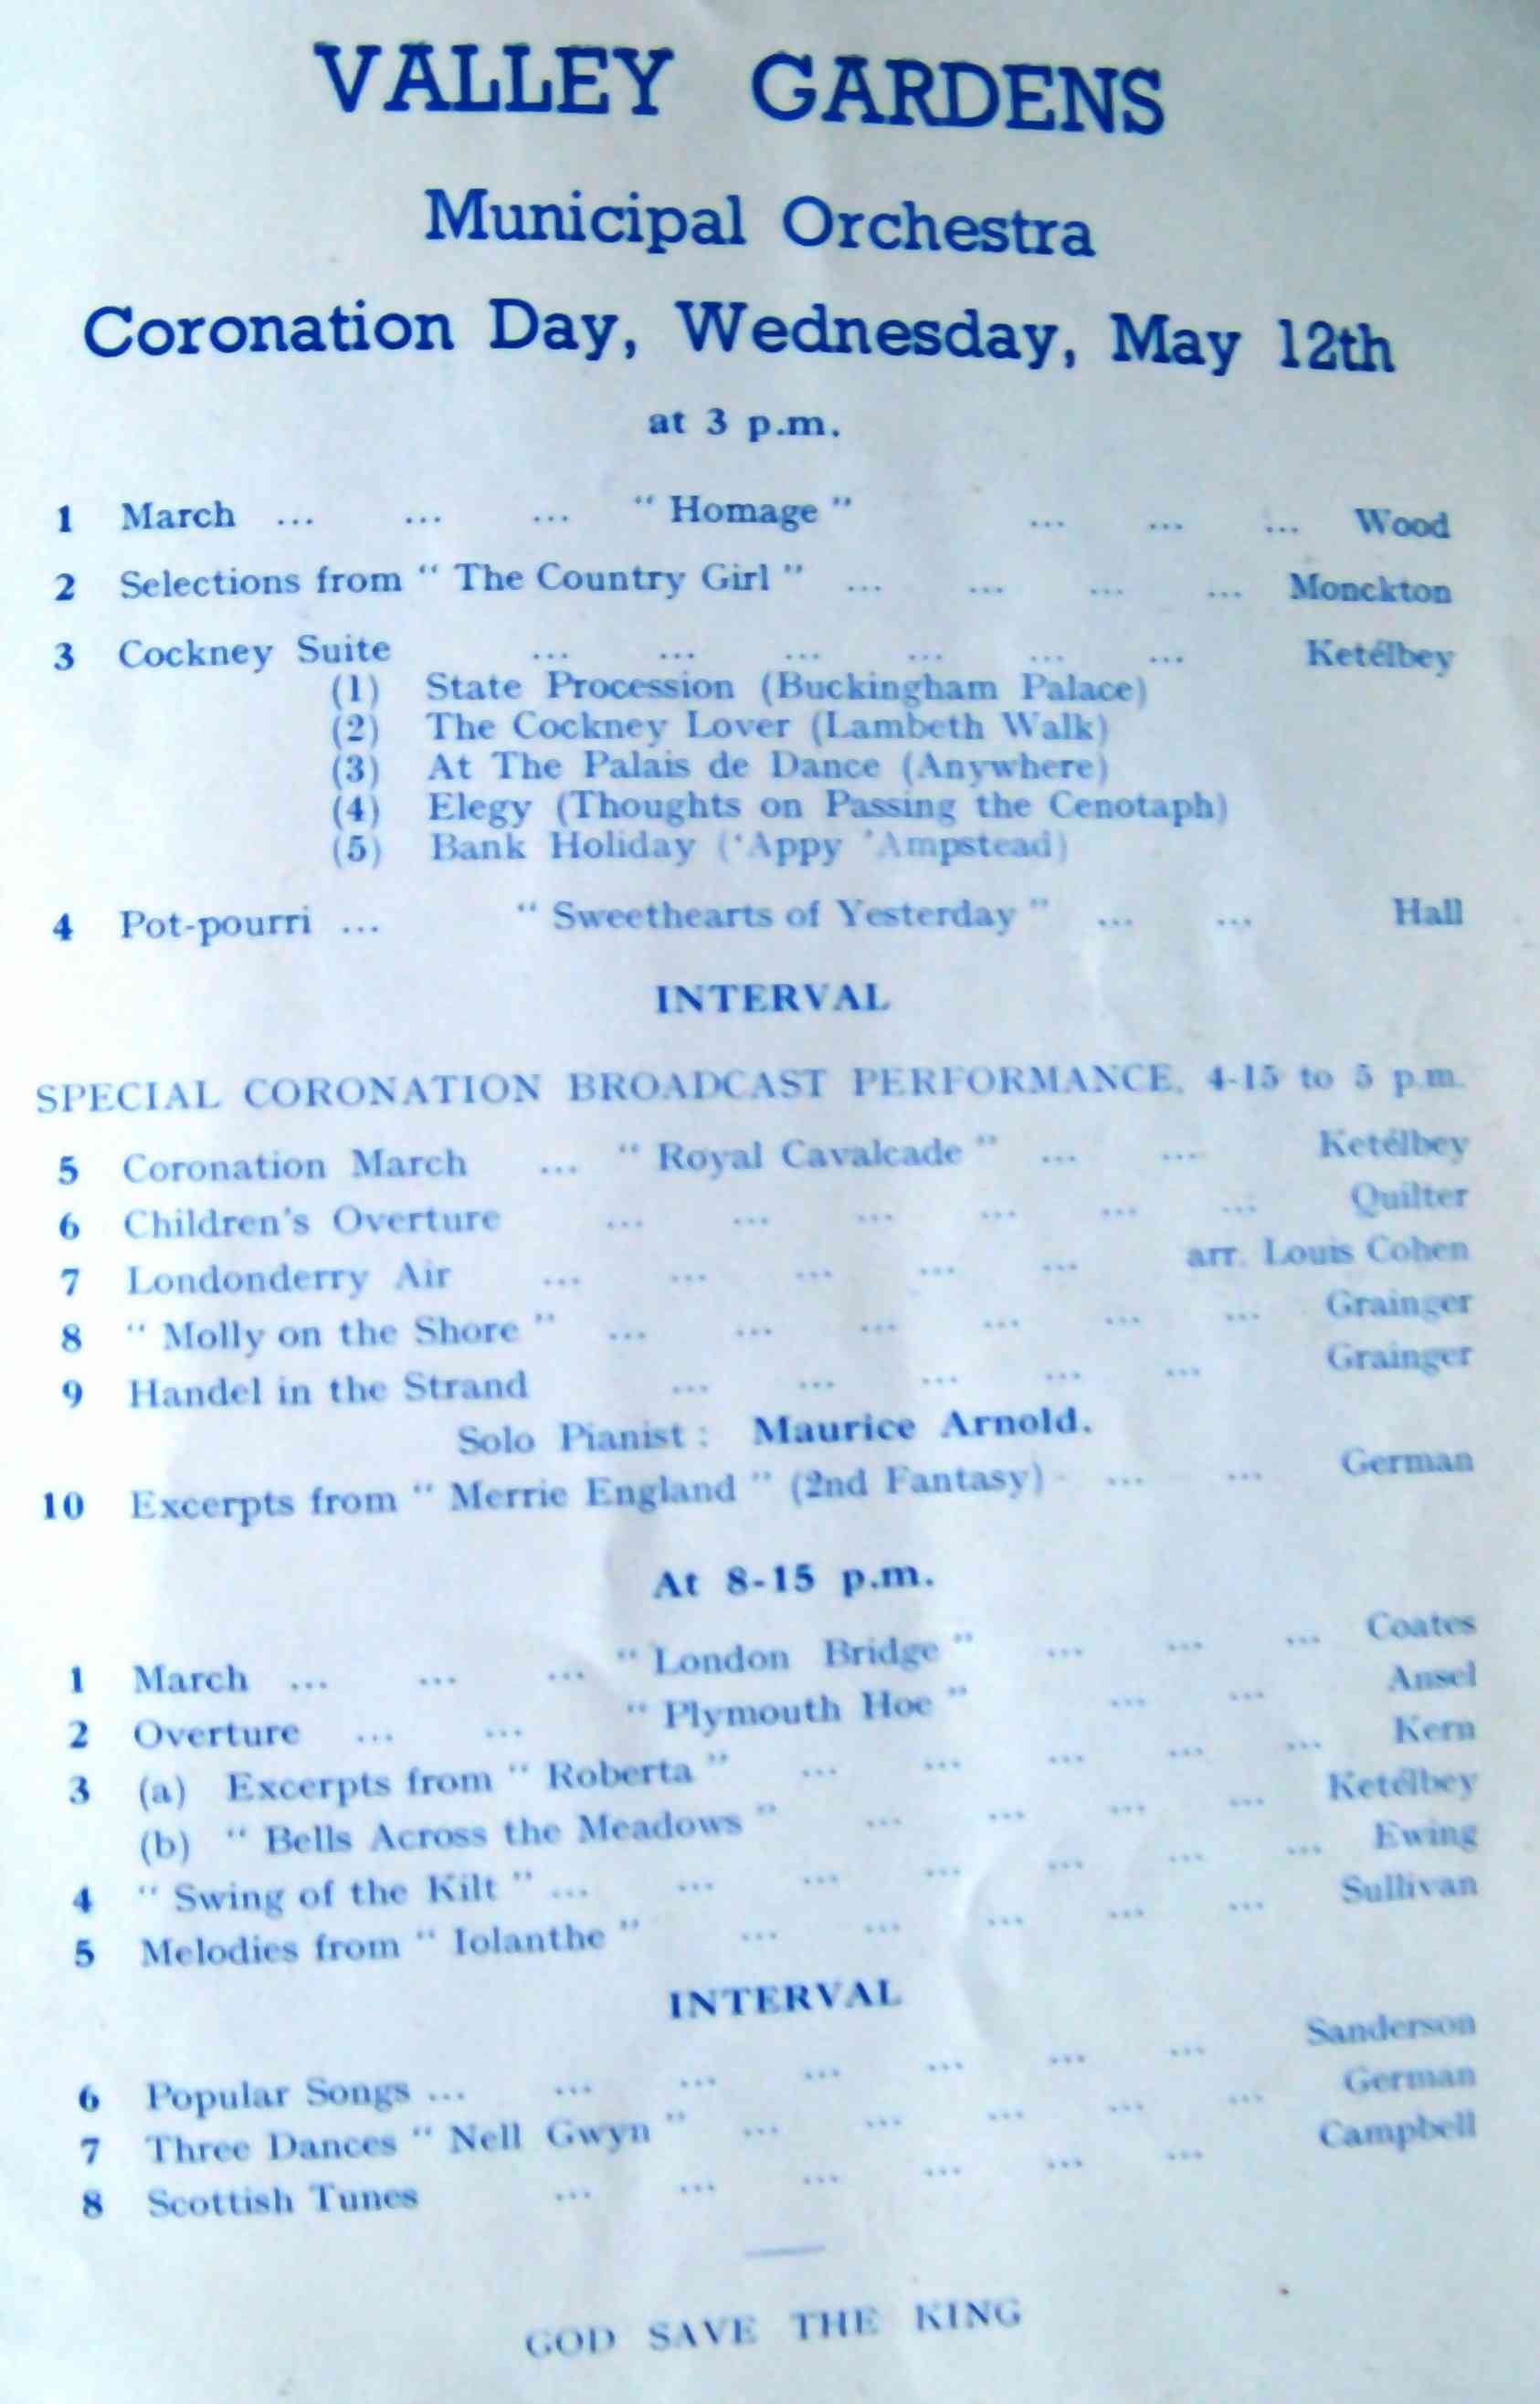 VALLEY GARDENS
Municipal Orchestra
Coronation Day, Wednesday, May 12th
at 3 p.m.
1 March ... ... ... " Homage " ... ... ... Wood
2 Selections from " The Country Girl " ... ... ... ... Monckton
3 Cockney Suite ... ... ... ... ... ... Ketélbey
(1) State Procession (Buckingham Palace)
(2) The Cockney Lover (Lambeth Walk)
(3) At The Palais de Dance (Anywhere)
(4) Elegy (Thoughts on Passing the Cenotaph)
(5) Bank Holiday ('Appy 'Ampstead)
4 Pot-pourri ... " Sweethearts of Yesterday " ... ... Hall
INTERVAL
SPECIAL CORONATION BROADCAST PERFORMANCE, 4-15 to 5 p.m.
5 Coronation March ... " Royal Cavalcade " ... ... Ketélbey
6 Children's Overture ... ... ... ... ... ... Quilter
7 Londonderry Air ... ... ... ... ... arr. Louis Cohen
8 " Molly on the Shore " ... ... ... ... ... ... Grainger
9 Handel in the Strand ... ... ... ... ... Grainger
Solo Pianist : Maurice Arnold.
10 Excerpts from " Merrie England " (2nd Fantasy) - ... ... German
At 8-15 p.m.
1 March ... ... ... " London Bridge " ... ... ... Coates
2 Overture ... ... " Plymouth Hoe " ... ... Ansel
3 (a) Excerpts from " Roberta " ... ... ... ... ... Kern
(b) " Bells Across the Meadows " ... ... ... ... Ketélbey
4 " Swing of the Kilt " ... ... ... ... ... ... ... Ewing
5 Melodies from " Iolanthe " ... ... ... ... ... Sullivan
INTERVAL
6 Popular Songs ... ... ... ... ... ... ... Sanderson
7 Three Dances " Nell Gwyn " ... ... ... ... ... German
8 Scottish Tunes ... ... ... ... ... ... Campbell
GOD SAVE THE KING